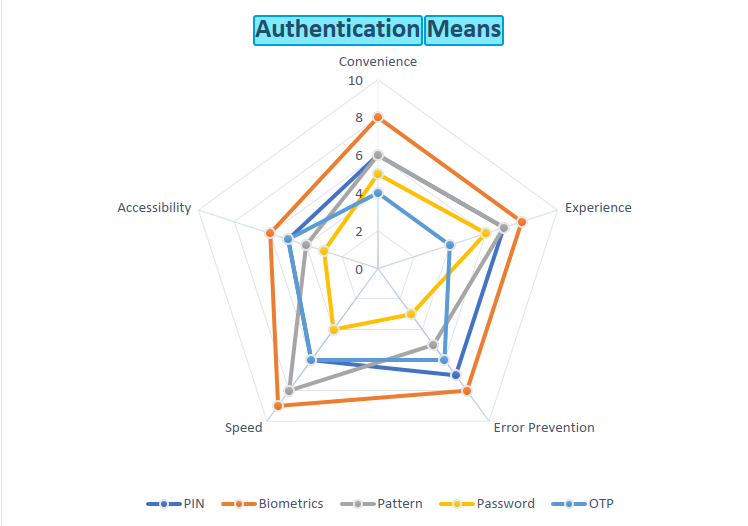 Authentication Means
Convenience
10
8
6
4
2
0
Accessibility
Experience
Speed
Error Prevention
PIN Biometrics Pattern Password OTP